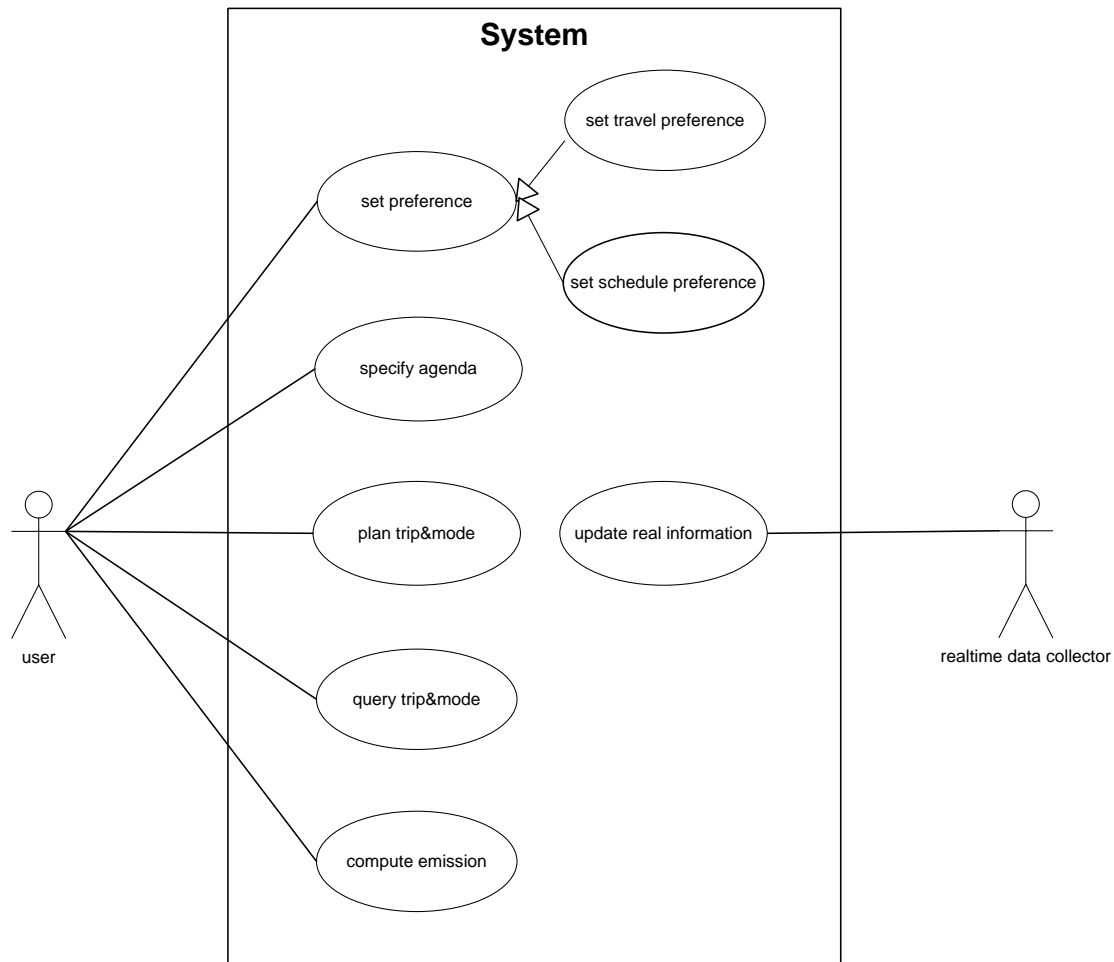 System
set travel preference
set preference
set schedule preference
specify agenda
plan trip&mode
update real information
user
realtime data collector
query trip&mode
compute emission